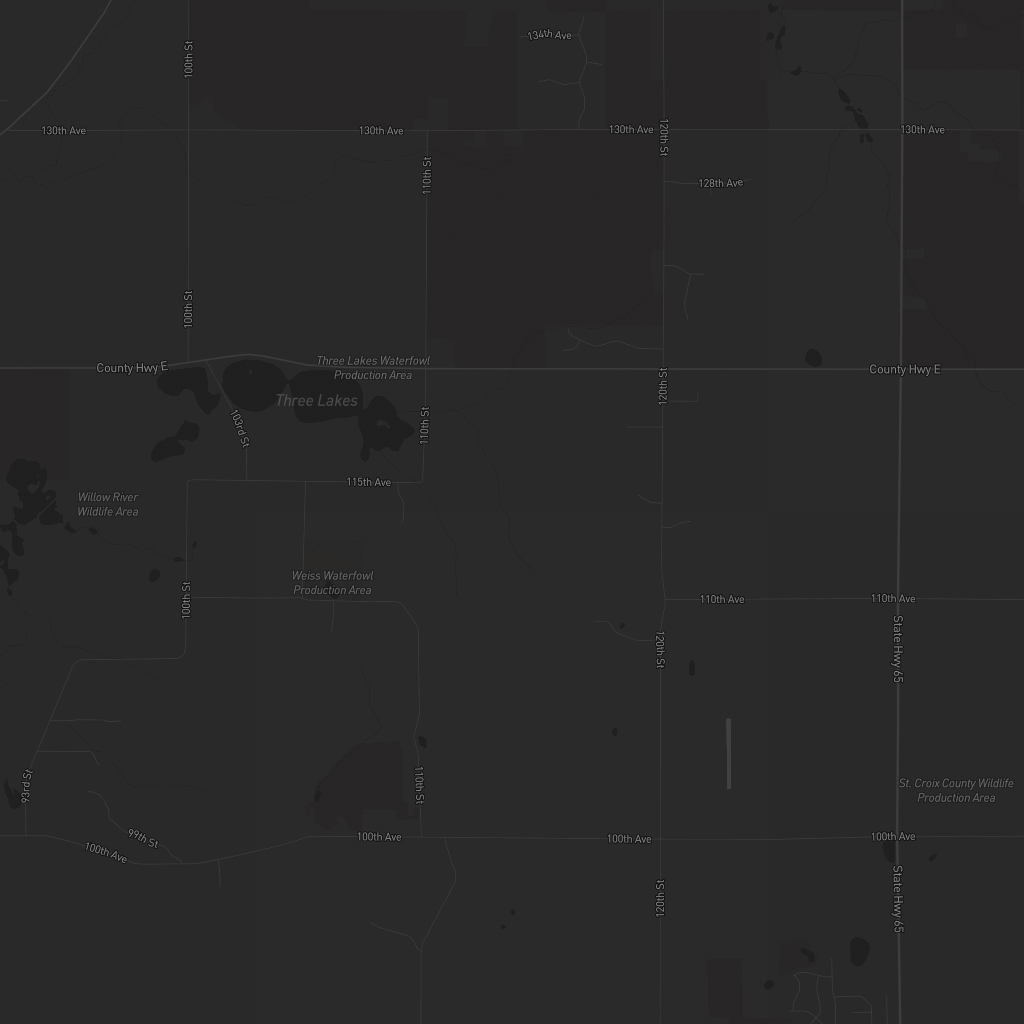 134th Ave
100th St
130th Ave
130th Ave
130th Ave
130th Ave
120th St
110th St
128th Ave
100th St
Three Lakes Waterfowl
Production Area
County Hwy E
County Hwy E
Three Lakes
120th St
103rd St
110th St
115th Ave
Willow River
Wildlife Area
Weiss Waterfowl
Production Area
100th St
110th Ave
110th Ave
120th St
State Hwy 65
93rd St
110th St
St. Croix County Wildlife
Production Area
99th St
100th Ave
100th Ave
100th Ave
100th Ave
120th St
State Hwy 65